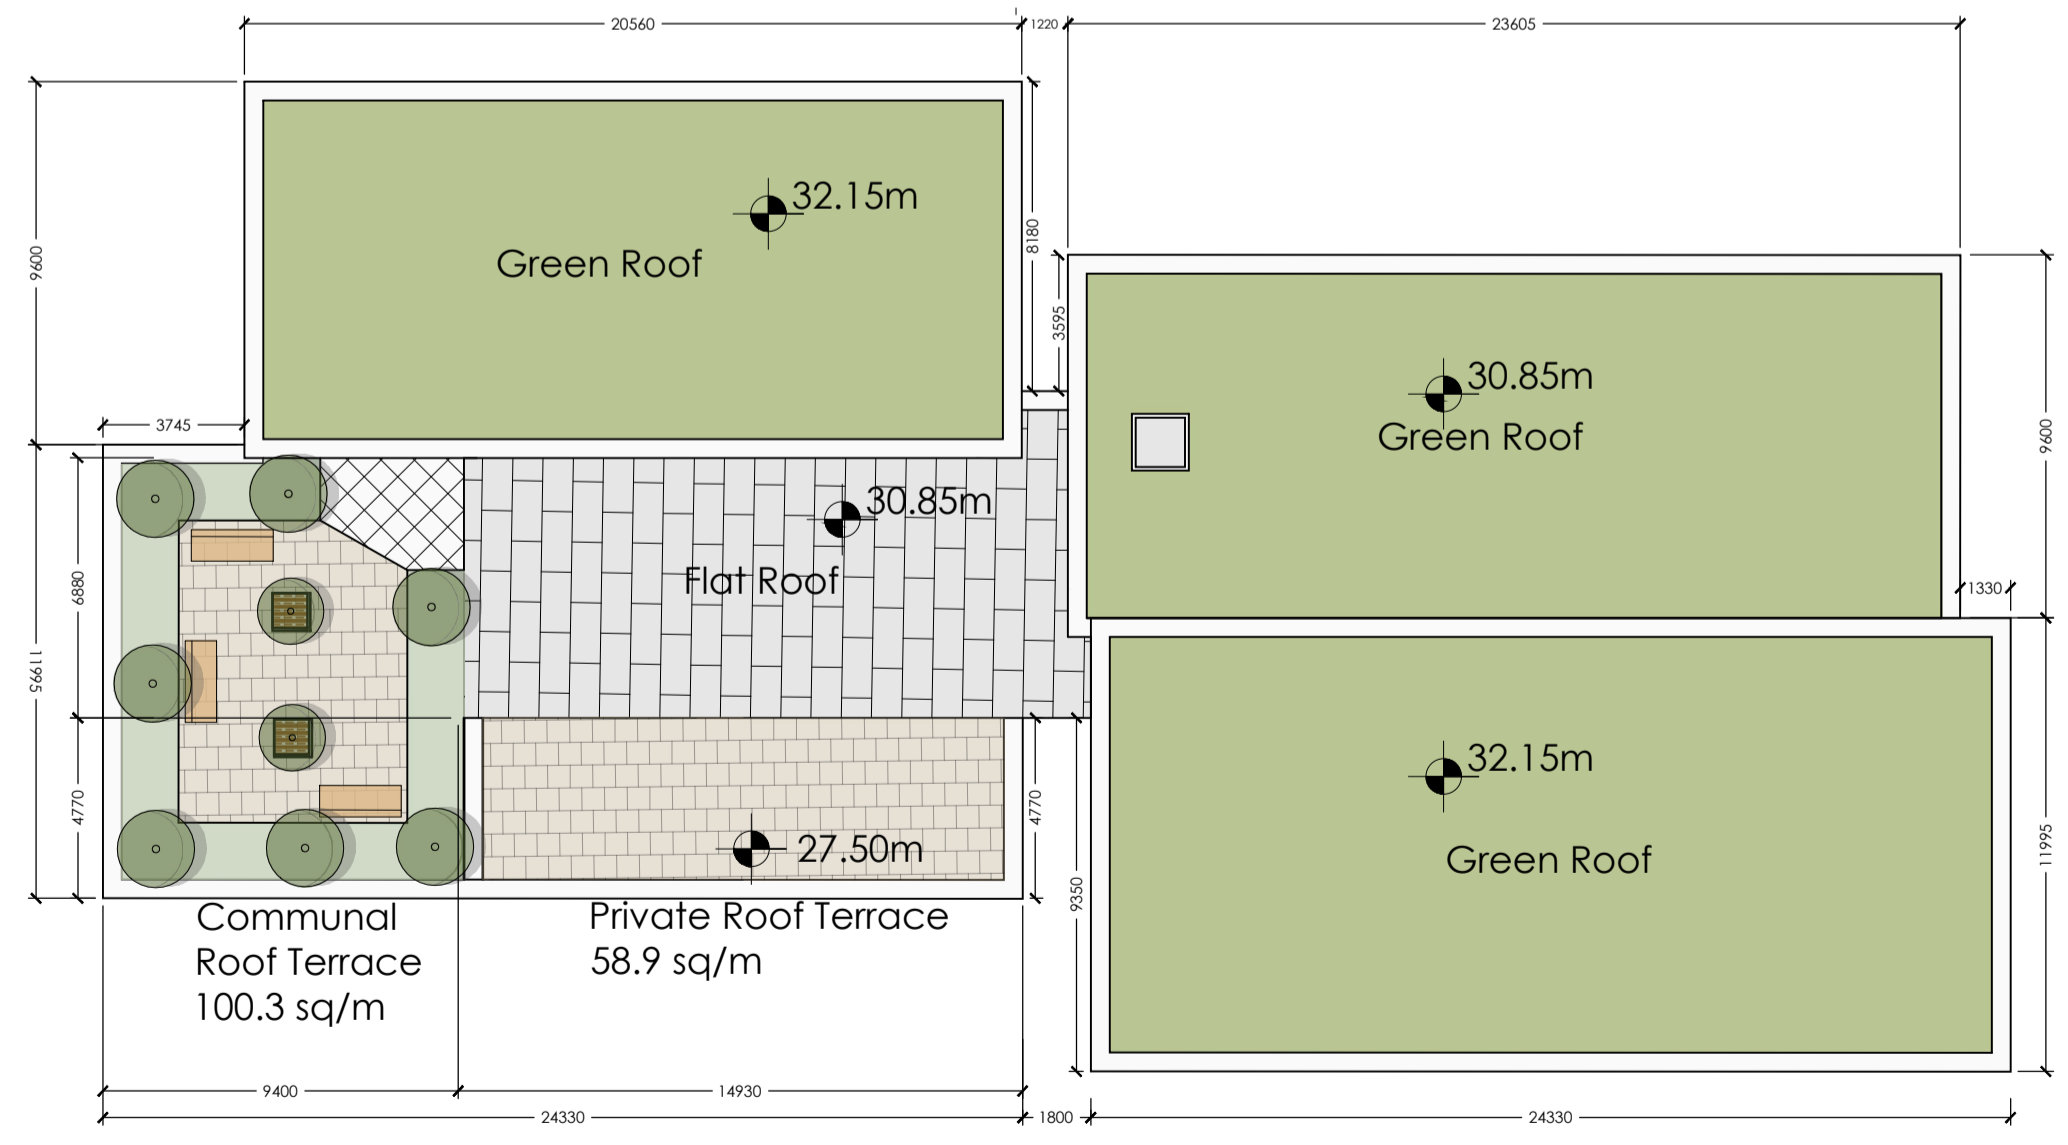 20560
1220
23605
9600
32.15m
Green Roof
8180
3595
30.85m
Green Roof
9600
3745
30.85m
Flat Roof
6880
1330
11995
4770
4770
27.50m
32.15m
Green Roof
9350
11995
Communal
Roof Terrace
100.3 sq/m
Private Roof Terrace
58.9 sq/m
9400
14930
24330
1800
24330